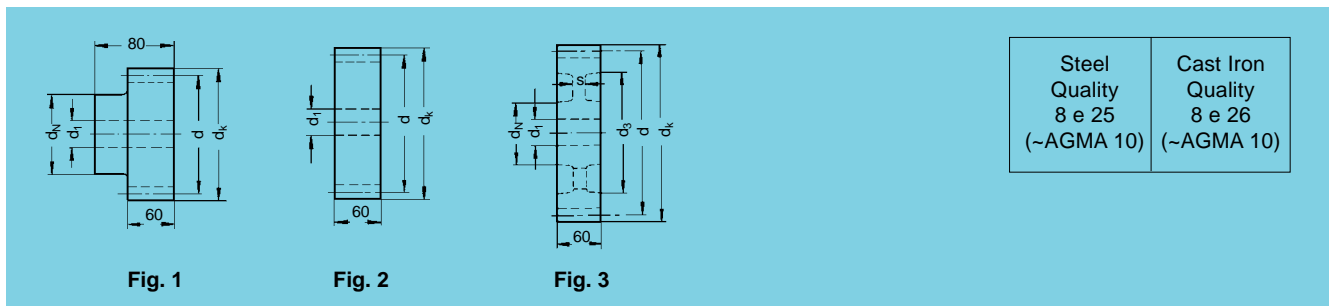 80
dN
d1
d
dk
60
Fig. 1
d1
d
dk
60
Fig. 2
s
dN
d1
d3
d
dk
60
Fig. 3
Steel
Quality
8 e 25
(~AGMA 10)
Cast Iron
Quality
8 e 26
(~AGMA 10)